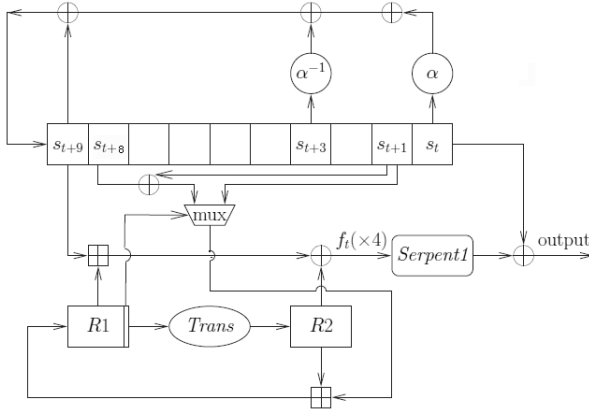 α⁻¹
α
s_{t+9}
s_{t+8}
s_{t+3}
s_{t+1}
s_t
mux
f_t(×4)
Serpent1
output
R1
Trans
R2